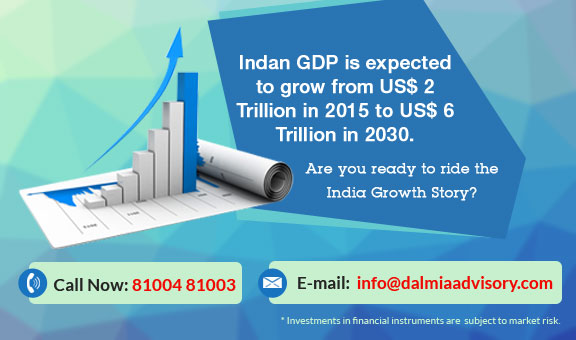 Indan GDP is expected
to grow from US$ 2
Trillion in 2015 to US$ 6
Trillion in 2030.
Are you ready to ride the
India Growth Story?
Call Now: 81004 81003
E-mail: info@dalmiaadvisory.com
* Investments in financial instruments are subject to market risk.